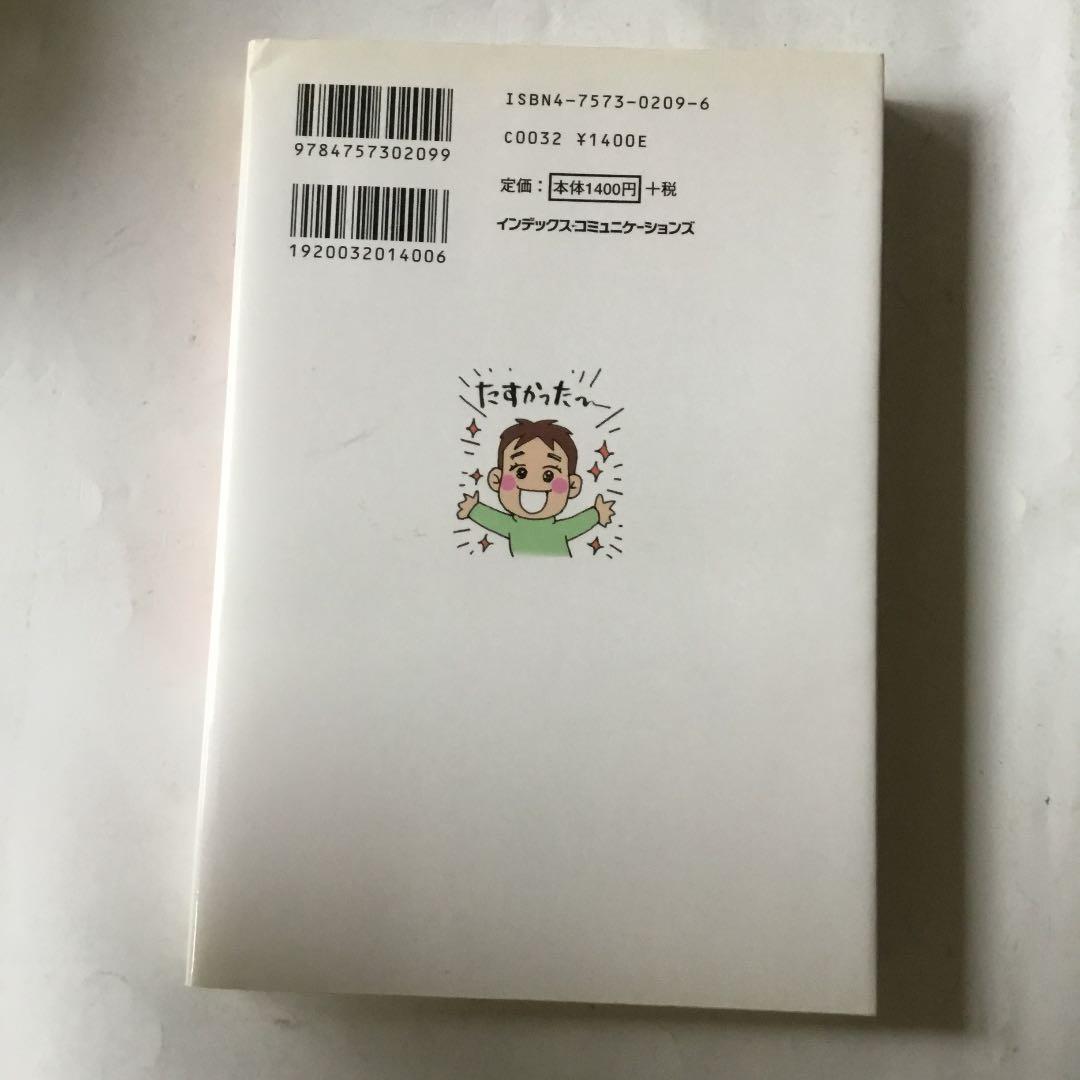 9784757302099
1920032014006
ISBN4-7573-0209-6
C0032 ¥1400E
定価：本体1400円+税
インデックス・コミュニケーションズ
たすかった〜